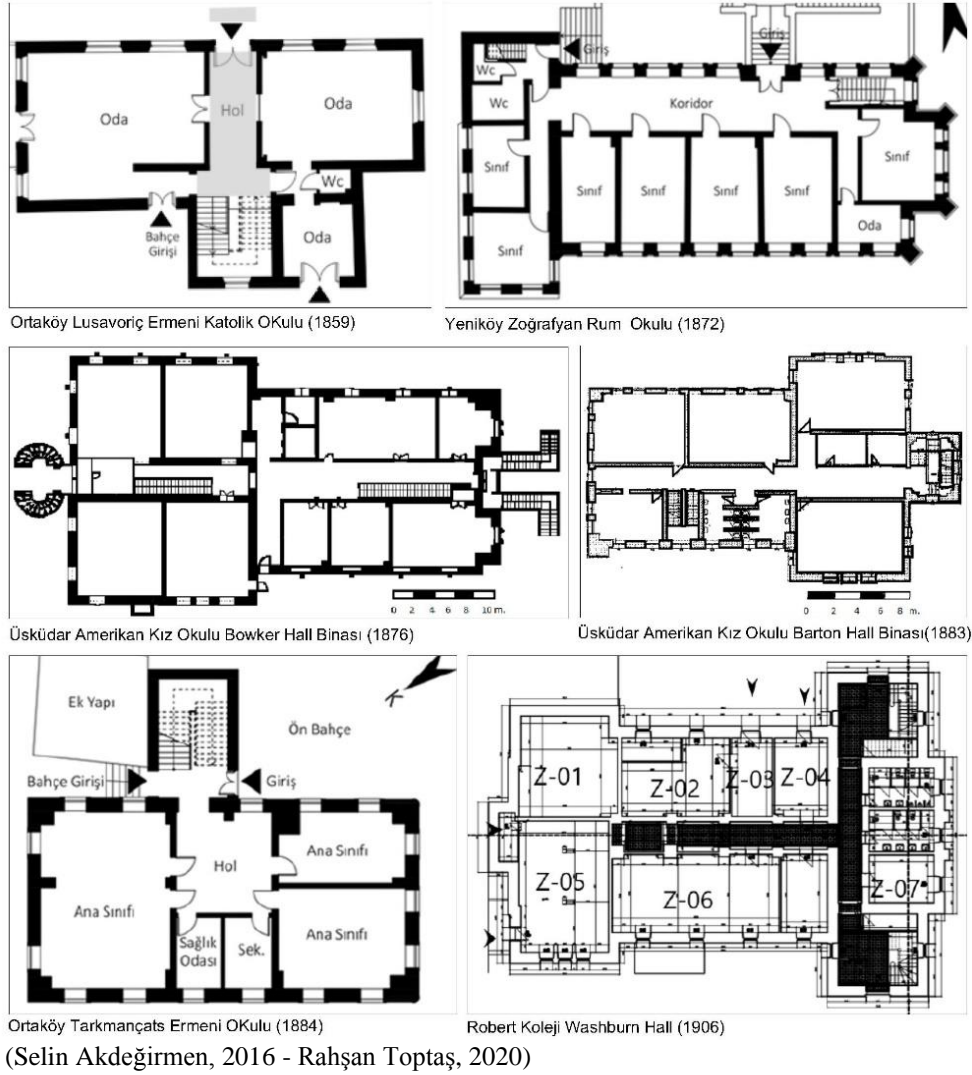 Oda
Hol
Oda
Wc
Bahçe
Girişi
Oda
Ortaköy Lusavoriç Ermeni Katolik OKulu (1859)
Giriş
Giriş
Wc
Wc
Koridor
Sınıf
Sınıf
Sınıf
Sınıf
Sınıf
Sınıf
Sınıf
Oda
Yeniköy Zoğrafyan Rum Okulu (1872)
0 2 4 6 8 10 m.
Üsküdar Amerikan Kız Okulu Bowker Hall Binası (1876)
0 2 4 6 8 m.
Üsküdar Amerikan Kız Okulu Barton Hall Binası(1883)
Ek Yapı
K
Ön Bahçe
Bahçe Girişi
Giriş
Ana Sınıfı
Hol
Ana Sınıfı
Sağlık
Odası
Sek.
Ana Sınıfı
Ortaköy Tarkmançats Ermeni OKulu (1884)
Z-01
Z-02
Z-03
Z-04
Z-05
Z-06
Z-07
Robert Koleji Washburn Hall (1906)
(Selin Akdeğirmen, 2016 - Rahşan Toptaş, 2020)